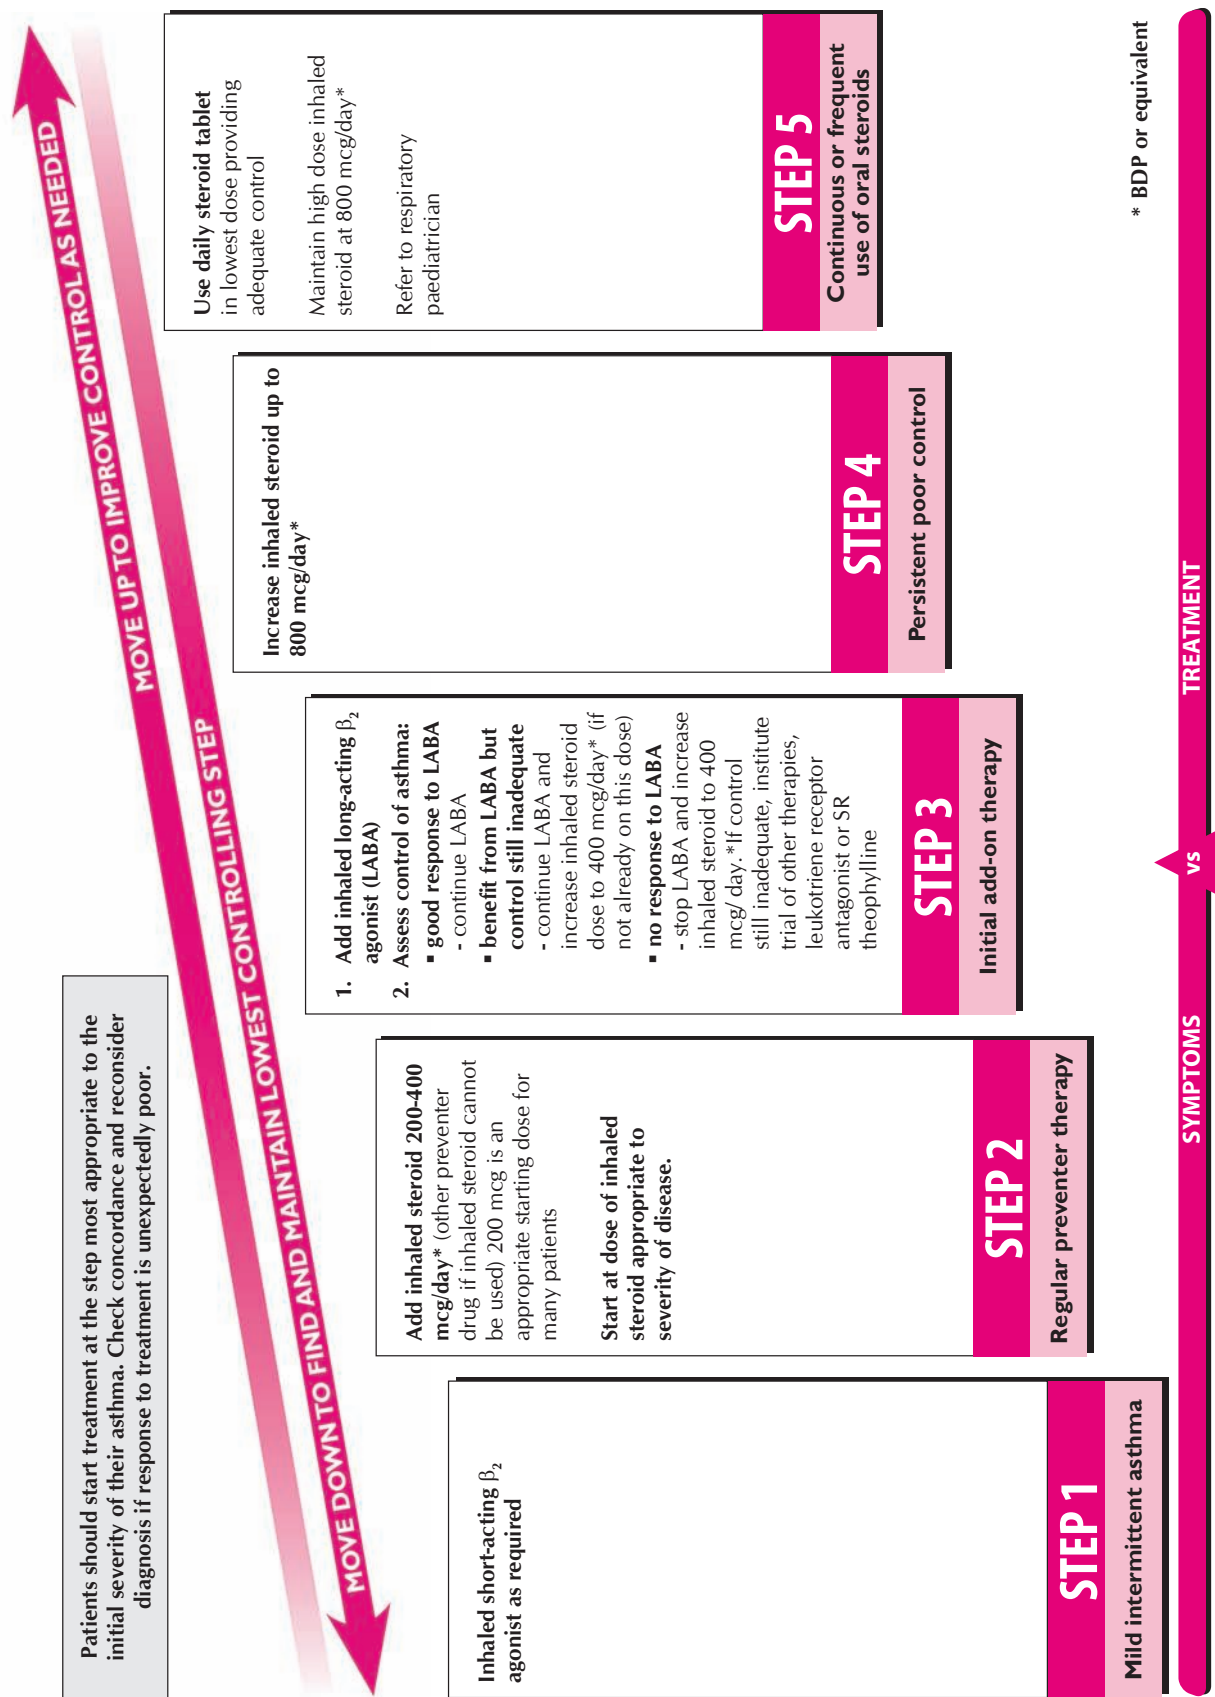 Patients should start treatment at the step most appropriate to the
initial severity of their asthma. Check concordance and reconsider
diagnosis if response to treatment is unexpectedly poor.
MOVE UP TO IMPROVE CONTROL AS NEEDED
MOVE DOWN TO FIND AND MAINTAIN LOWEST CONTROLLING STEP
Inhaled short-acting β₂
agonist as required
STEP 1
Mild intermittent asthma
Add inhaled steroid 200-400
mcg/day* (other preventer
drug if inhaled steroid cannot
be used) 200 mcg is an
appropriate starting dose for
many patients
Start at dose of inhaled
steroid appropriate to
severity of disease.
STEP 2
Regular preventer therapy
1. Add inhaled long-acting β₂
agonist (LABA)
2. Assess control of asthma:
▪ good response to LABA
- continue LABA
▪ benefit from LABA but
control still inadequate
- continue LABA and
increase inhaled steroid
dose to 400 mcg/day* (if
not already on this dose)
▪ no response to LABA
- stop LABA and increase
inhaled steroid to 400
mcg/ day.*If control
still inadequate, institute
trial of other therapies,
leukotriene receptor
antagonist or SR
theophylline
STEP 3
Initial add-on therapy
Increase inhaled steroid up to
800 mcg/day*
STEP 4
Persistent poor control
Use daily steroid tablet
in lowest dose providing
adequate control
Maintain high dose inhaled
steroid at 800 mcg/day*
Refer to respiratory
paediatrician
STEP 5
Continuous or frequent
use of oral steroids
* BDP or equivalent
SYMPTOMS vs TREATMENT